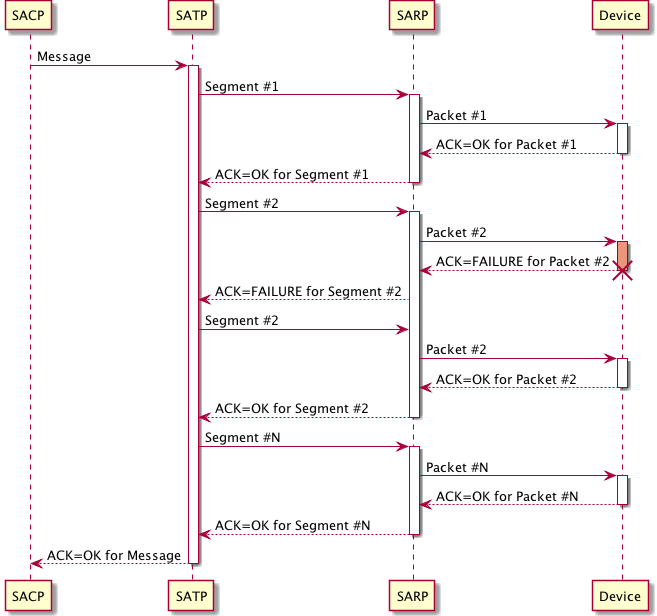 SACP
SATP
SARP
Device
Message
Segment #1
Packet #1
ACK=OK for Packet #1
ACK=OK for Segment #1
Segment #2
Packet #2
ACK=FAILURE for Packet #2
ACK=FAILURE for Segment #2
Segment #2
Packet #2
ACK=OK for Packet #2
ACK=OK for Segment #2
Segment #N
Packet #N
ACK=OK for Packet #N
ACK=OK for Segment #N
ACK=OK for Message
SACP
SATP
SARP
Device